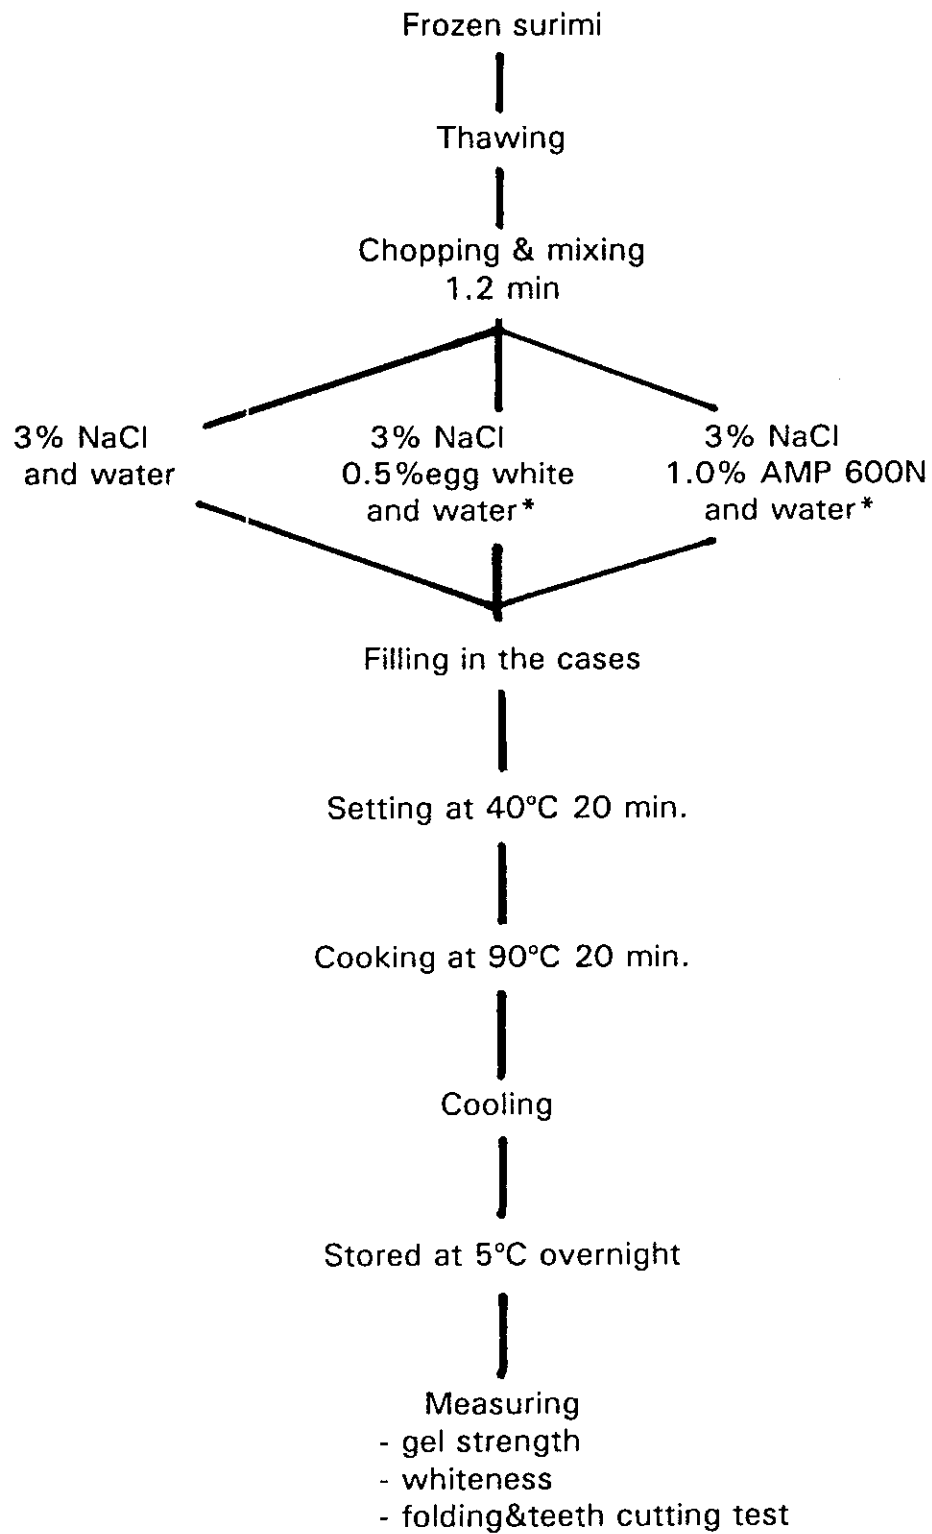 Frozen surimi
Thawing
Chopping & mixing
1.2 min
3% NaCl
and water
3% NaCl
0.5%egg white
and water*
3% NaCl
1.0% AMP 600N
and water*
Filling in the cases
Setting at 40°C 20 min.
Cooking at 90°C 20 min.
Cooling
Stored at 5°C overnight
Measuring
- gel strength
- whiteness
- folding&teeth cutting test